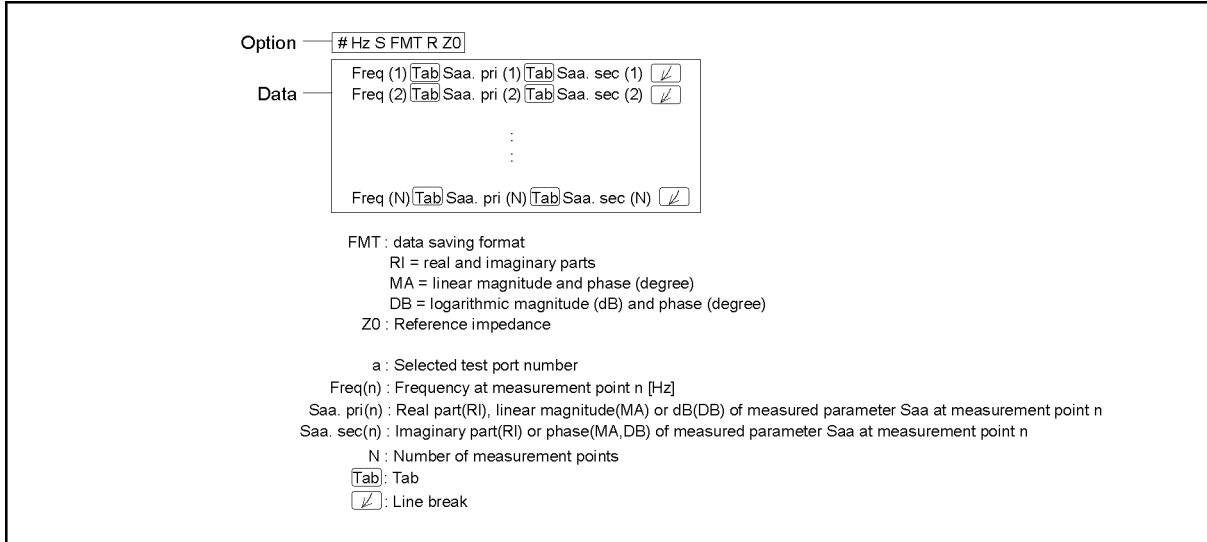 Option # Hz S FMT R Z0
Freq (1) Tab Saa. pri (1) Tab Saa. sec (1)
Data Freq (2) Tab Saa. pri (2) Tab Saa. sec (2)
:
:
Freq (N) Tab Saa. pri (N) Tab Saa. sec (N)
FMT : data saving format
RI = real and imaginary parts
MA = linear magnitude and phase (degree)
DB = logarithmic magnitude (dB) and phase (degree)
Z0 : Reference impedance
a : Selected test port number
Freq(n) : Frequency at measurement point n [Hz]
Saa. pri(n) : Real part(RI), linear magnitude(MA) or dB(DB) of measured parameter Saa at measurement point n
Saa. sec(n) : Imaginary part(RI) or phase(MA,DB) of measured parameter Saa at measurement point n
N : Number of measurement points
Tab : Tab
: Line break